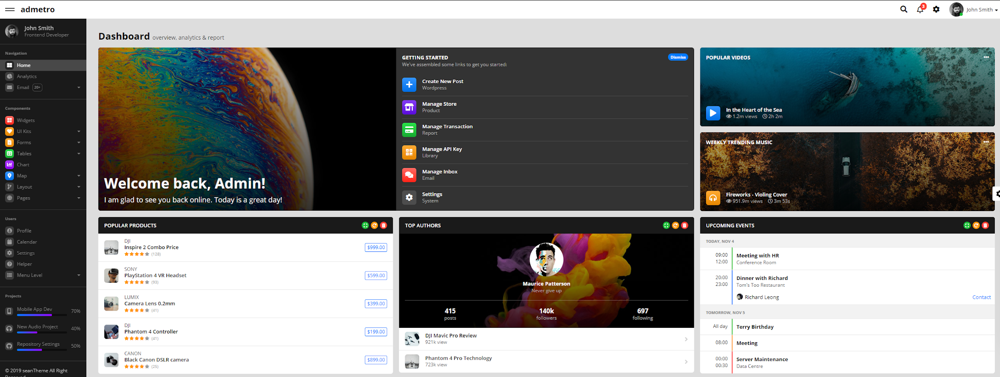 admetro
3
John Smith
John Smith
Frontend Developer
Navigation
Home
Analytics
Email 20+
Components
Widgets
UI Kits
Forms
Tables
Chart
Map
Layout
Pages
Users
Profile
Calendar
Settings
Helper
Menu Level
Projects
Mobile App Dev 70%
New Audio Project 40%
Repository Settings 50%
© 2019 seanTheme All Right
Reserved
Dashboard overview, analytics & report
Welcome back, Admin!
I am glad to see you back online. Today is a great day!
GETTING STARTED
Dismiss
We've assembled some links to get you started:
Create New Post
Wordpress
Manage Store
Product
Manage Transaction
Report
Manage API Key
Library
Manage Inbox
Email
Settings
System
POPULAR VIDEOS
In the Heart of the Sea
1.2m views 2h 2m
WEEKLY TRENDING MUSIC
Fireworks - Violing Cover
951.9m views 3m 53s
POPULAR PRODUCTS
DJI
Inspire 2 Combo Price
(128)
$999.00
SONY
PlayStation 4 VR Headset
(93)
$599.00
LUMIX
Camera Lens 0.2mm
(41)
$399.00
DJI
Phantom 4 Controller
(41)
$199.00
CANON
Black Canon DSLR camera
(25)
$899.00
TOP AUTHORS
Maurice Patterson
Never give up
415 140k 697
posts followers following
DJI Mavic Pro Review
921k view
Phantom 4 Pro Technology
723k view
UPCOMING EVENTS
TODAY, NOV 4
09:00 Meeting with HR
12:00 Conference Room
20:00 Dinner with Richard
23:00 Tom's Too Restaurant
Richard Leong Contact
TOMORROW, NOV 5
All day Terry Birthday
08:00 Meeting
00:00 Server Maintenance
00:30 Data Centre